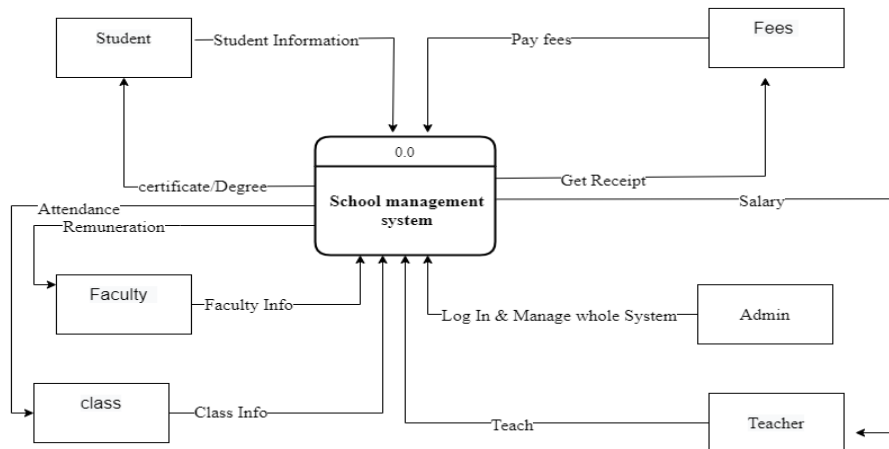 Student
Student Information
Pay fees
Fees
0.0
School management
system
certificate/Degree
Get Receipt
Attendance
Salary
Remuneration
Faculty
Faculty Info
Log In & Manage whole System
Admin
class
Class Info
Teach
Teacher